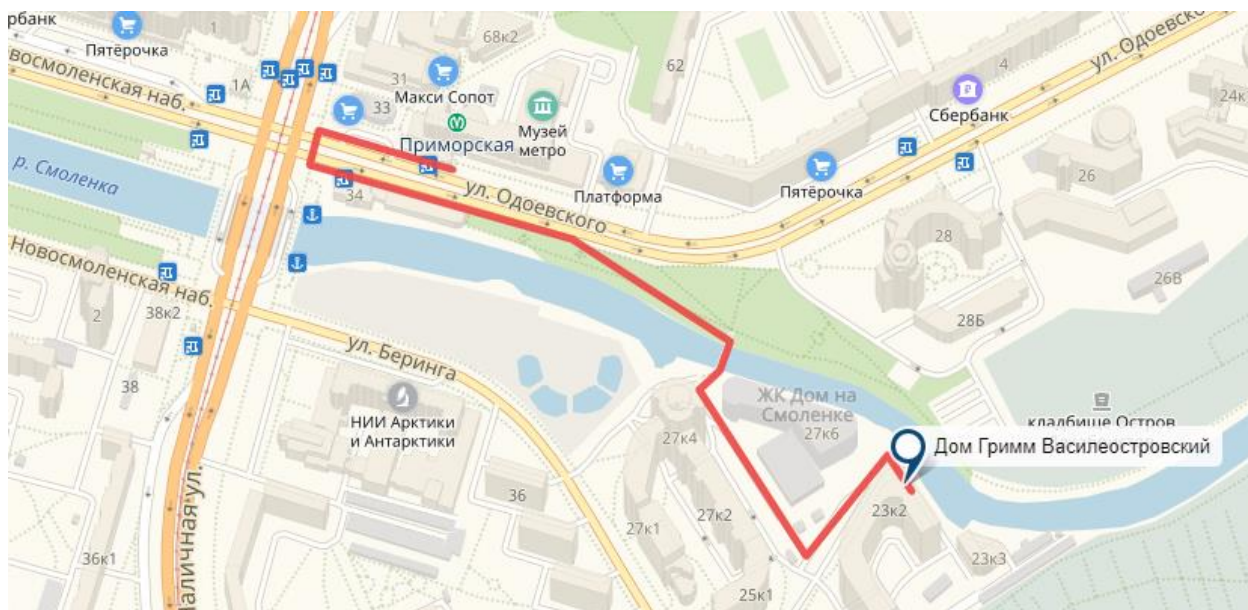 рбанк
Пятёрочка
1
68к2
62
4
ул. Одоевского
Сбербанк
24к
восмоленская наб.
1А
31
Макси Сопот
33
Приморская
Музей
метро
Платформа
Пятёрочка
26
р. Смоленка
34
ул. Одоевского
28
26В
28Б
Новосмоленская наб.
38к2
2
38
ул. Беринга
НИИ Арктики
и Антарктики
ЖК Дом на
Смоленке
27к6
27к4
кладбище Остров
Дом Гримм Василеостровский
36
27к1
27к2
23к2
23к3
25к1
36к1
Наличная ул.